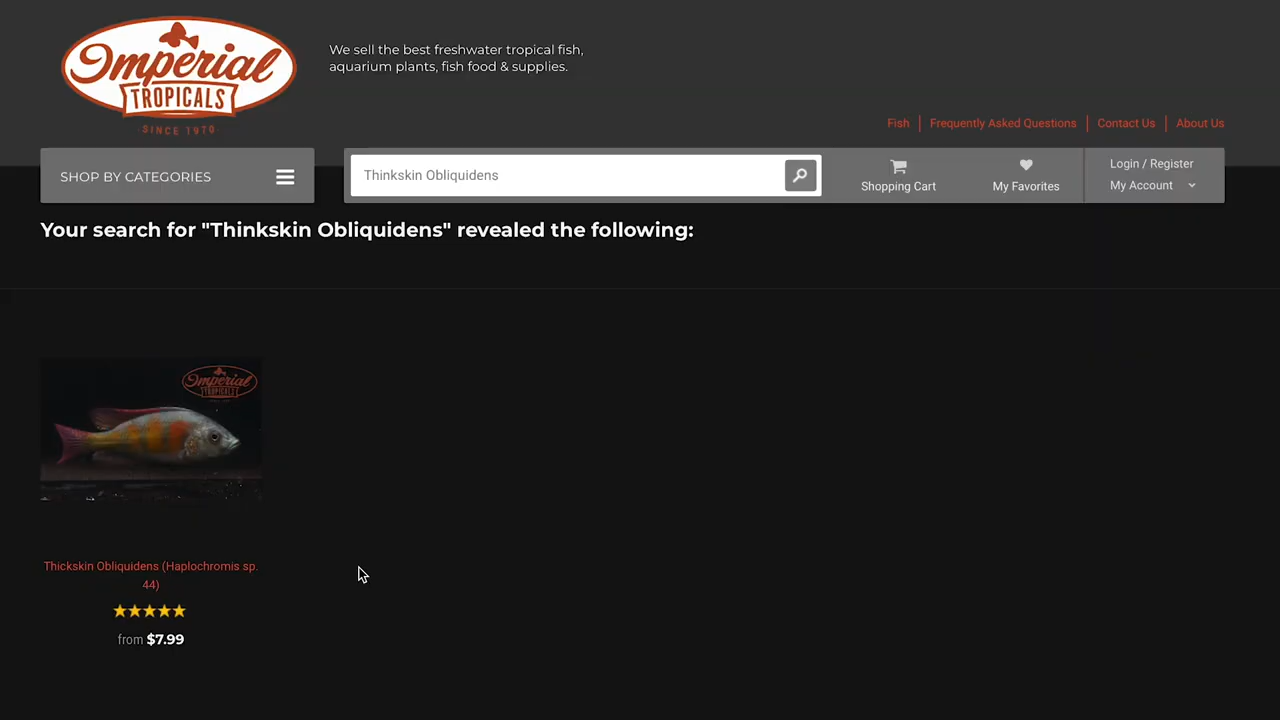 Imperial
TROPICALS
SINCE 1970
We sell the best freshwater tropical fish,
aquarium plants, fish food & supplies.
Fish
Frequently Asked Questions
Contact Us
About Us
SHOP BY CATEGORIES
Thinkskin Obliquidens
Shopping Cart
My Favorites
Login / Register
My Account
Your search for "Thinkskin Obliquidens" revealed the following:
Imperial
TROPICALS
Thickskin Obliquidens (Haplochromis sp.
44)
from $7.99